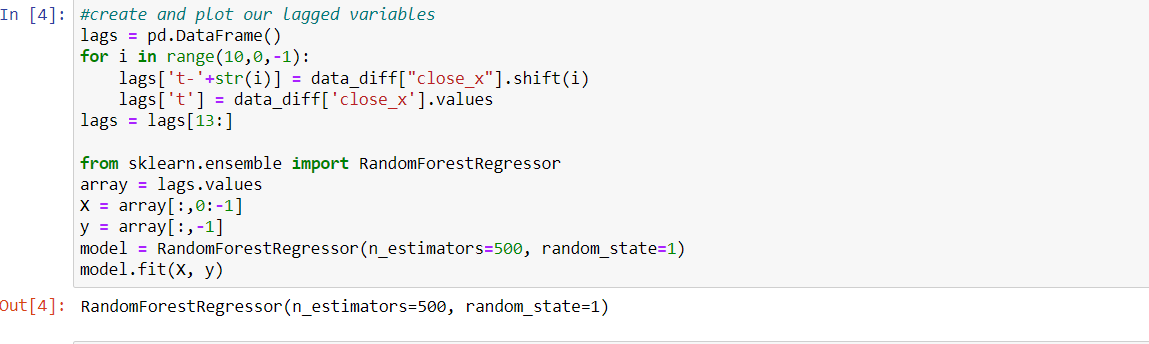 In [4]: #create and plot our lagged variables
lags = pd.DataFrame()
for i in range(10,0,-1):
    lags['t-'+str(i)] = data_diff["close_x"].shift(i)
    lags['t'] = data_diff['close_x'].values
lags = lags[13:]

from sklearn.ensemble import RandomForestRegressor
array = lags.values
X = array[:,0:-1]
y = array[:,-1]
model = RandomForestRegressor(n_estimators=500, random_state=1)
model.fit(X, y)
Out[4]: RandomForestRegressor(n_estimators=500, random_state=1)